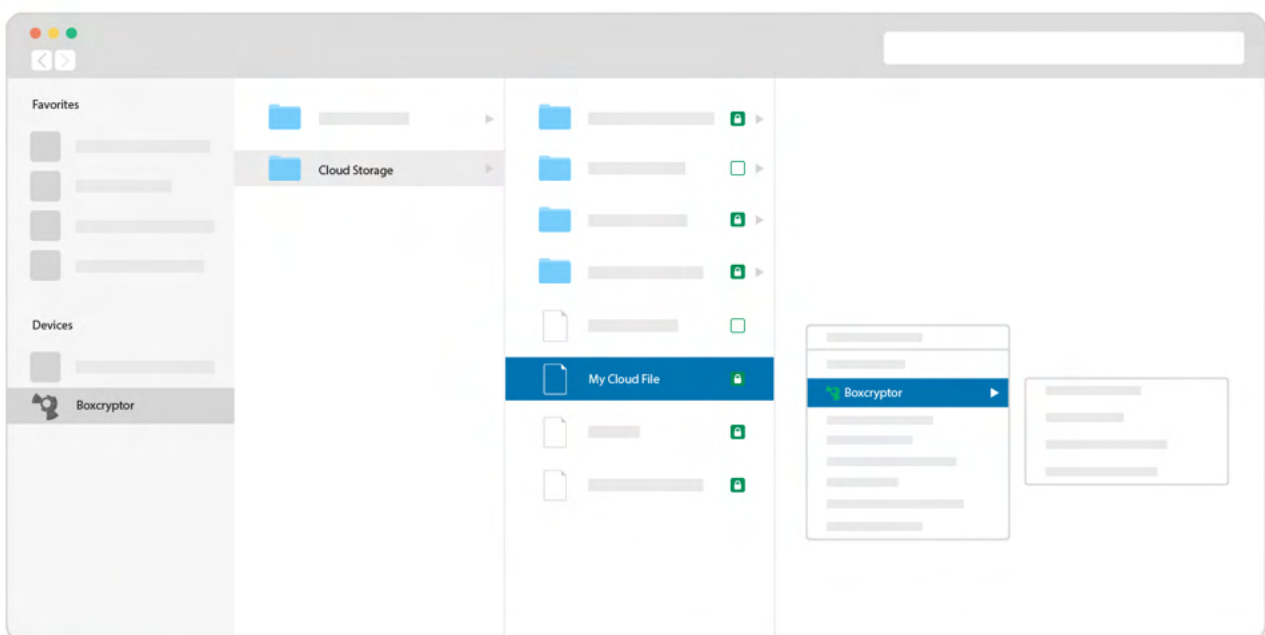 Favorites
Cloud Storage
Devices
My Cloud File
Boxcryptor
Boxcryptor